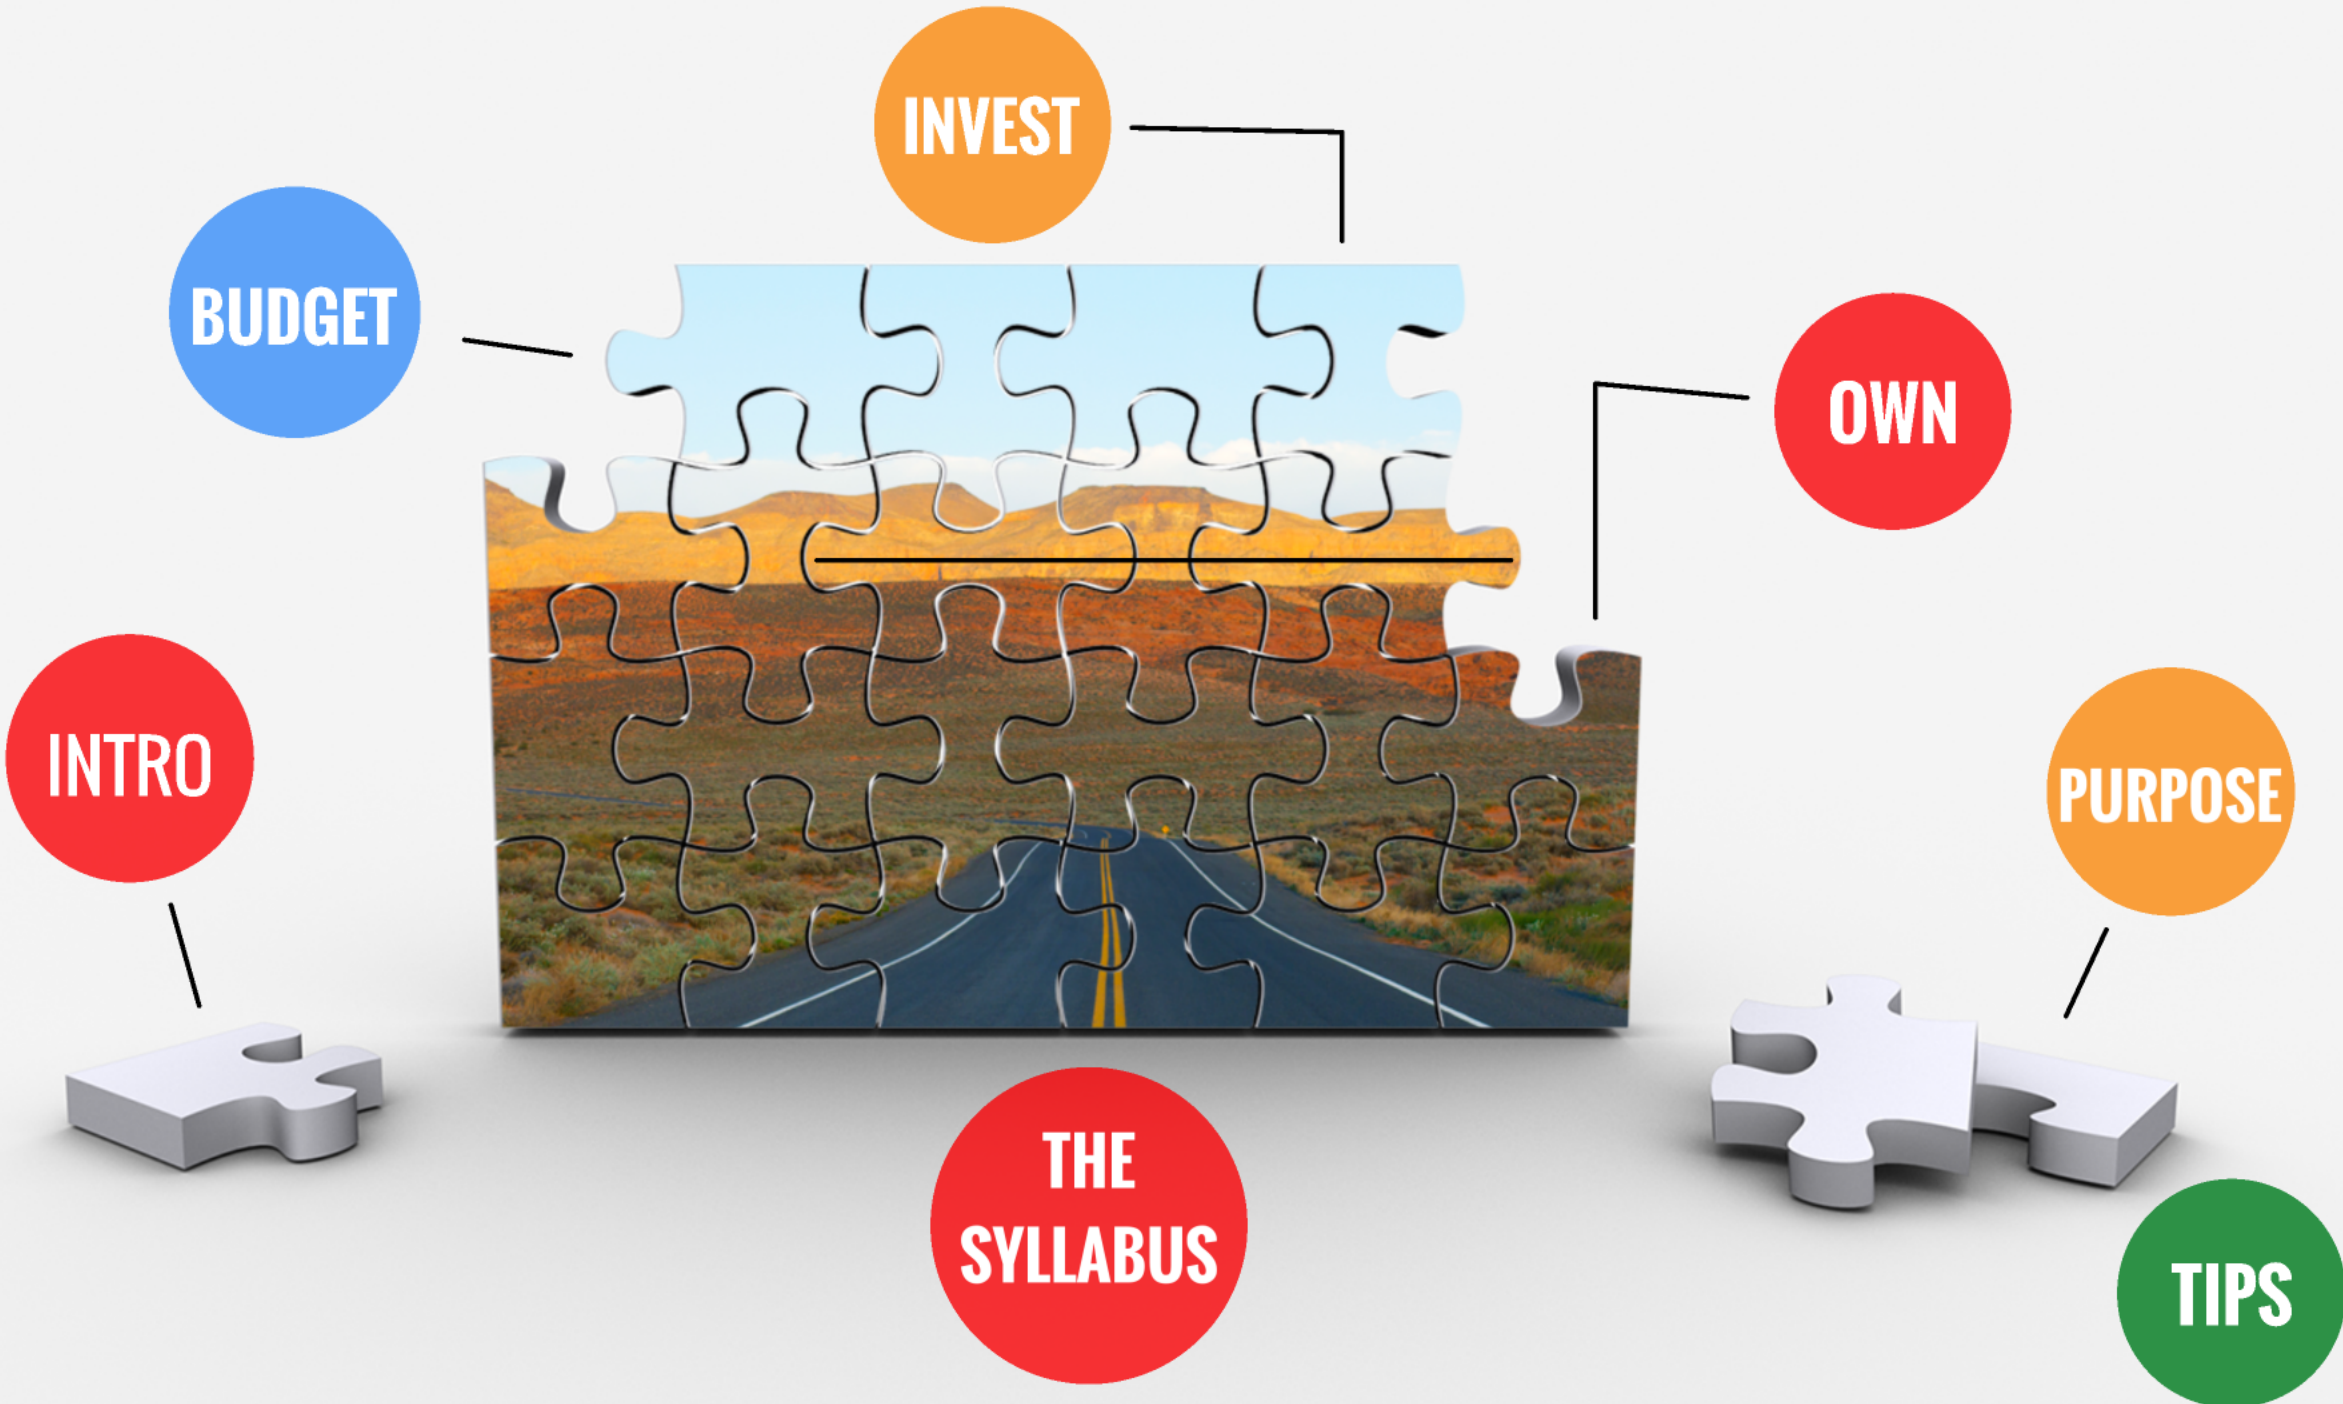 INVEST
BUDGET
OWN
INTRO
PURPOSE
THE
SYLLABUS
TIPS